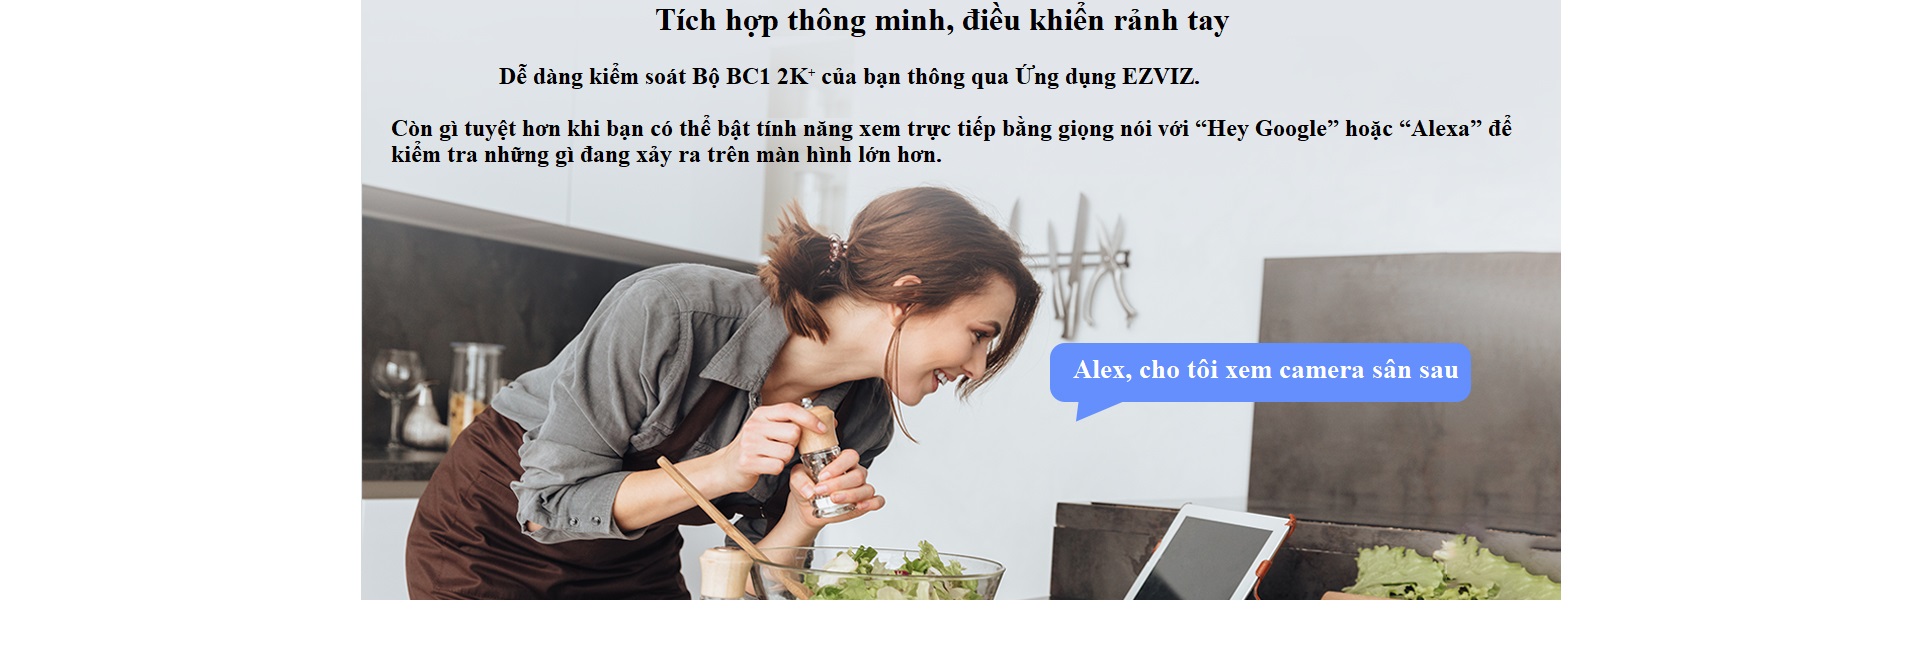 Tích hợp thông minh, điều khiển rảnh tay
Dễ dàng kiểm soát Bộ BC1 2K⁺ của bạn thông qua Ứng dụng EZVIZ.
Còn gì tuyệt hơn khi bạn có thể bật tính năng xem trực tiếp bằng giọng nói với “Hey Google” hoặc “Alexa” để
kiểm tra những gì đang xảy ra trên màn hình lớn hơn.
Alex, cho tôi xem camera sân sau